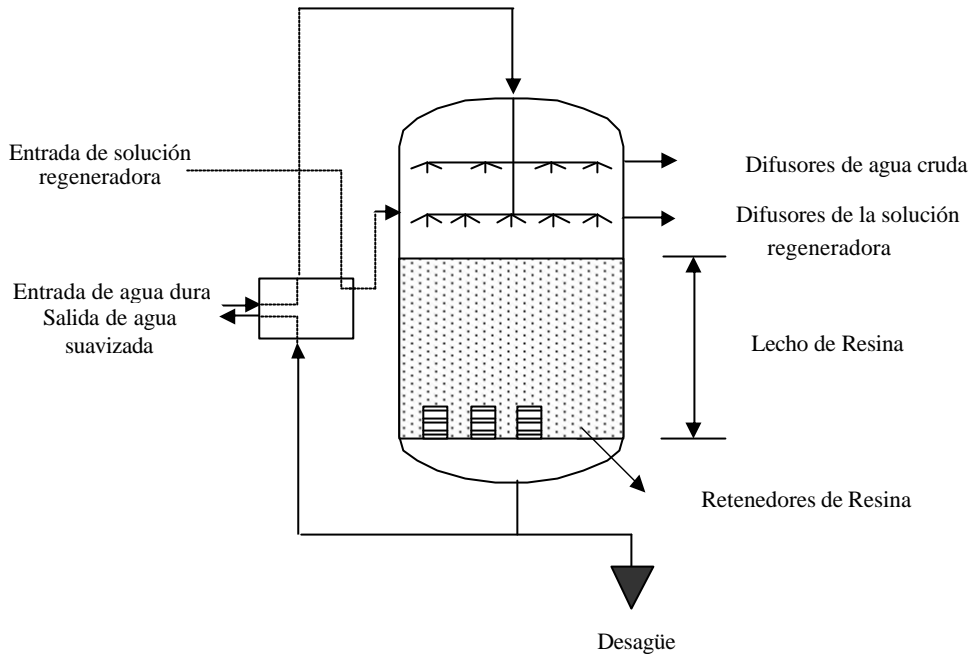 Entrada de solución
regeneradora
Entrada de agua dura
Salida de agua
suavizada
Difusores de agua cruda
Difusores de la solución
regeneradora
Lecho de Resina
Retenedores de Resina
Desagüe